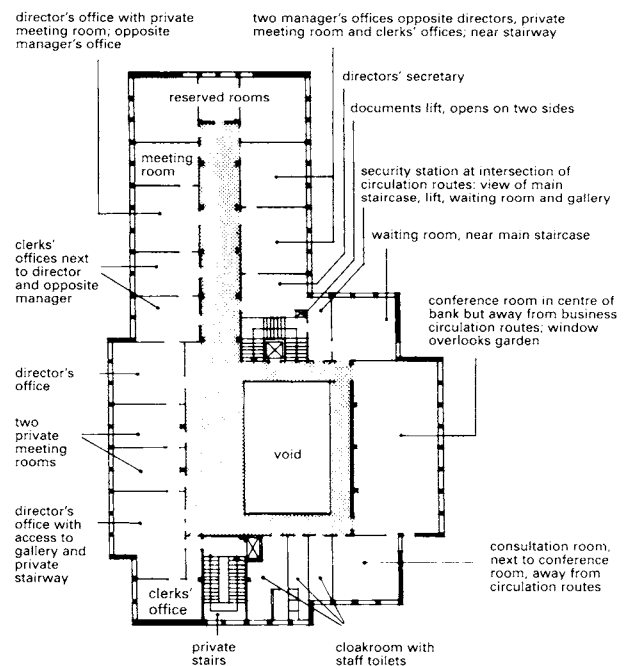 director's office with private
meeting room; opposite
manager's office
two manager's offices opposite directors, private
meeting room and clerks' offices; near stairway
directors' secretary
documents lift, opens on two sides
reserved rooms
meeting
room
security station at intersection of
circulation routes: view of main
staircase, lift, waiting room and gallery
waiting room, near main staircase
clerks'
offices next
to director
and opposite
manager
conference room in centre of
bank but away from business
circulation routes; window
overlooks garden
director's
office
two
private
meeting
rooms
void
director's
office with
access to
gallery and
private
stairway
consultation room,
next to conference
room, away from
circulation routes
clerks'
office
private
stairs
cloakroom with
staff toilets